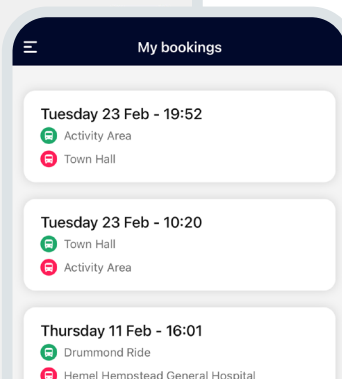 My bookings
Tuesday 23 Feb - 19:52
Activity Area
Town Hall
Tuesday 23 Feb - 10:20
Town Hall
Activity Area
Thursday 11 Feb - 16:01
Drummond Ride
Hemel Hempstead General Hospital